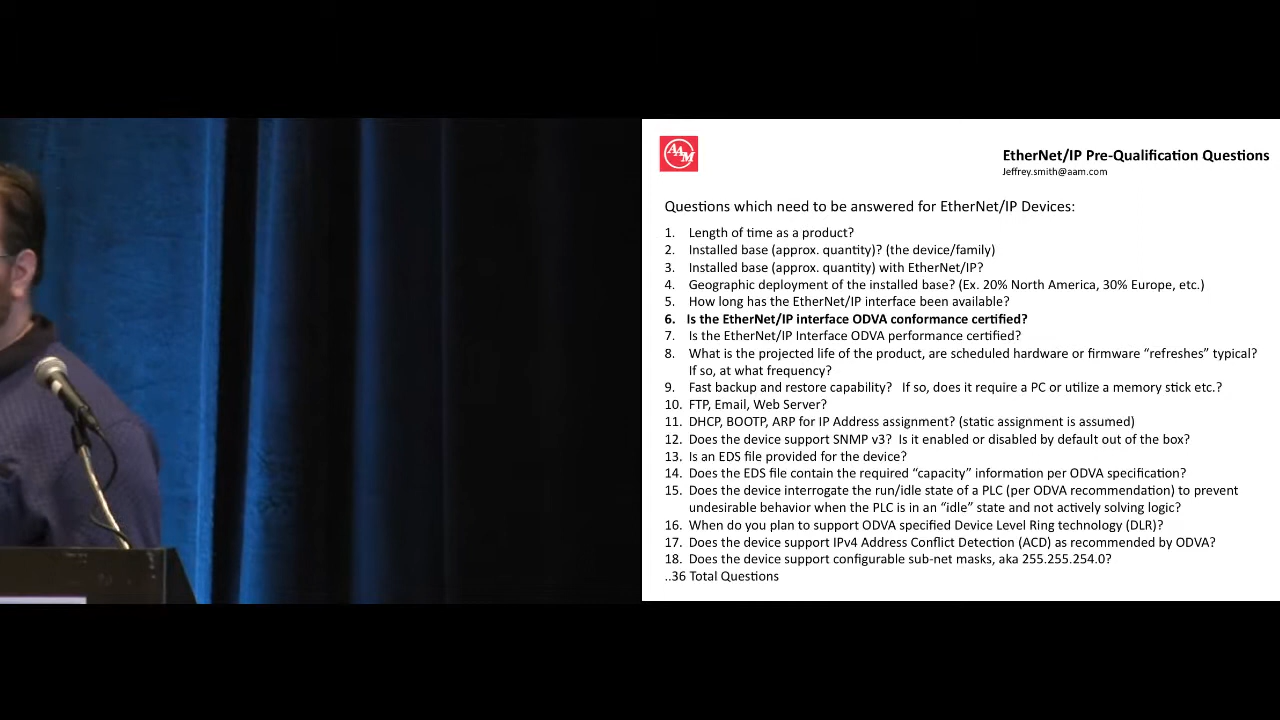 AAM
EtherNet/IP Pre-Qualification Questions
Jeffrey.smith@aam.com
Questions which need to be answered for EtherNet/IP Devices:
1. Length of time as a product?
2. Installed base (approx. quantity)? (the device/family)
3. Installed base (approx. quantity) with EtherNet/IP?
4. Geographic deployment of the installed base? (Ex. 20% North America, 30% Europe, etc.)
5. How long has the EtherNet/IP interface been available?
6. Is the EtherNet/IP interface ODVA conformance certified?
7. Is the EtherNet/IP Interface ODVA performance certified?
8. What is the projected life of the product, are scheduled hardware or firmware “refreshes” typical?
If so, at what frequency?
9. Fast backup and restore capability? If so, does it require a PC or utilize a memory stick etc.?
10. FTP, Email, Web Server?
11. DHCP, BOOTP, ARP for IP Address assignment? (static assignment is assumed)
12. Does the device support SNMP v3? Is it enabled or disabled by default out of the box?
13. Is an EDS file provided for the device?
14. Does the EDS file contain the required “capacity” information per ODVA specification?
15. Does the device interrogate the run/idle state of a PLC (per ODVA recommendation) to prevent
undesirable behavior when the PLC is in an “idle” state and not actively solving logic?
16. When do you plan to support ODVA specified Device Level Ring technology (DLR)?
17. Does the device support IPv4 Address Conflict Detection (ACD) as recommended by ODVA?
18. Does the device support configurable sub-net masks, aka 255.255.254.0?
..36 Total Questions